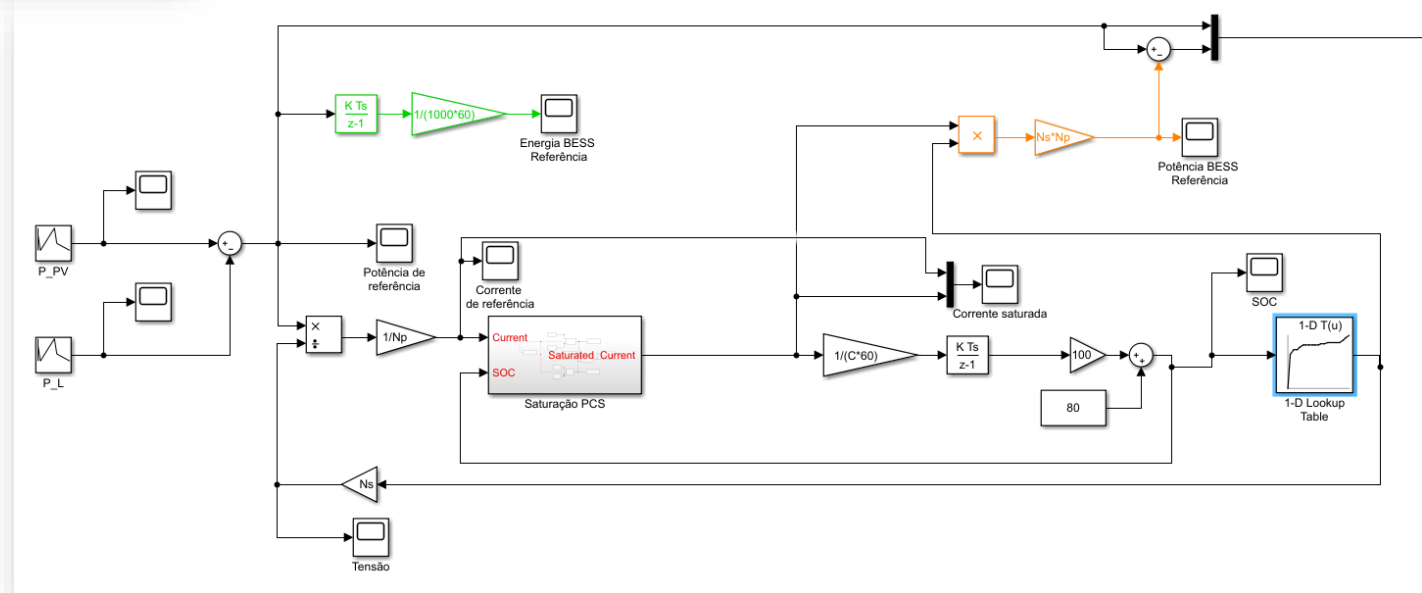 +
−
K Ts
z-1
1/(1000*60)
Energia BESS
Referência
×
Ns*Np
Potência BESS
Referência
P_PV
+
−
Potência de
referência
Corrente
de referência
Corrente saturada
SOC
P_L
×
÷
1/Np
Current
SOC
Saturated Current
Saturação PCS
1/(C*60)
K Ts
z-1
100
+
+
80
1-D T(u)
1-D Lookup
Table
Ns
Tensão